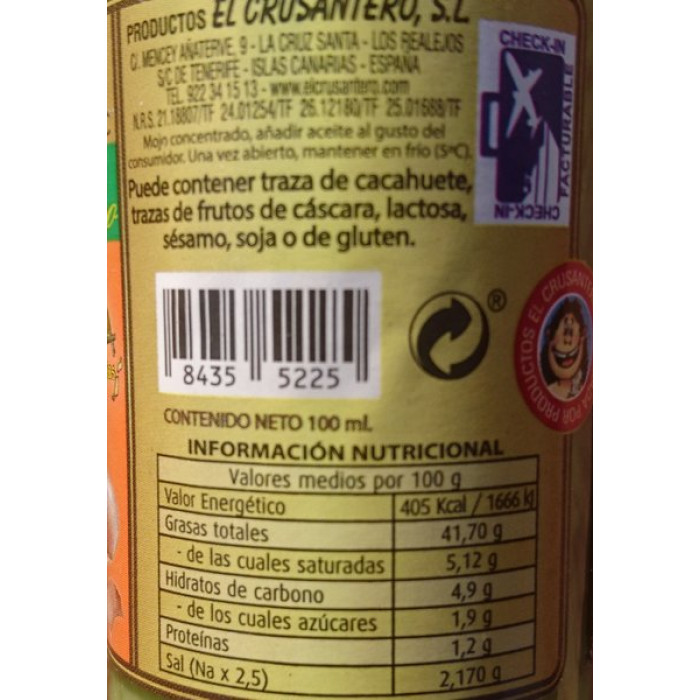 PRODUCTOS EL CRUSANTERO, S.L
C/. MENCEY AÑATERVE, 9 - LA CRUZ SANTA - LOS REALEJOS
S/C DE TENERIFE - ISLAS CANARIAS - ESPAÑA
TEL. 922 34 15 13 - www.elcrusantero.com
N.R.S. 21.18807/TF 24.01254/TF 26.12180/TF 25.01688/TF
Mojo concentrado, añadir aceite al gusto del
consumidor. Una vez abierto, mantener en frío (5ºC).
Puede contener traza de cacahuete,
trazas de frutos de cáscara, lactosa,
sésamo, soja o de gluten.
CHECK-IN
FACTURABLE
CHECK-IN
8435 5225
®
PRODUCTOS EL CRUSANTE
POR PRODUCTOS
CONTENIDO NETO 100 ml.
INFORMACIÓN NUTRICIONAL
Valores medios por 100 g
Valor Energético 405 Kcal / 1666 kj
Grasas totales 41,70 g
- de las cuales saturadas 5,12 g
Hidratos de carbono 4,9 g
- de los cuales azúcares 1,9 g
Proteínas 1,2 g
Sal (Na x 2,5) 2,170 g